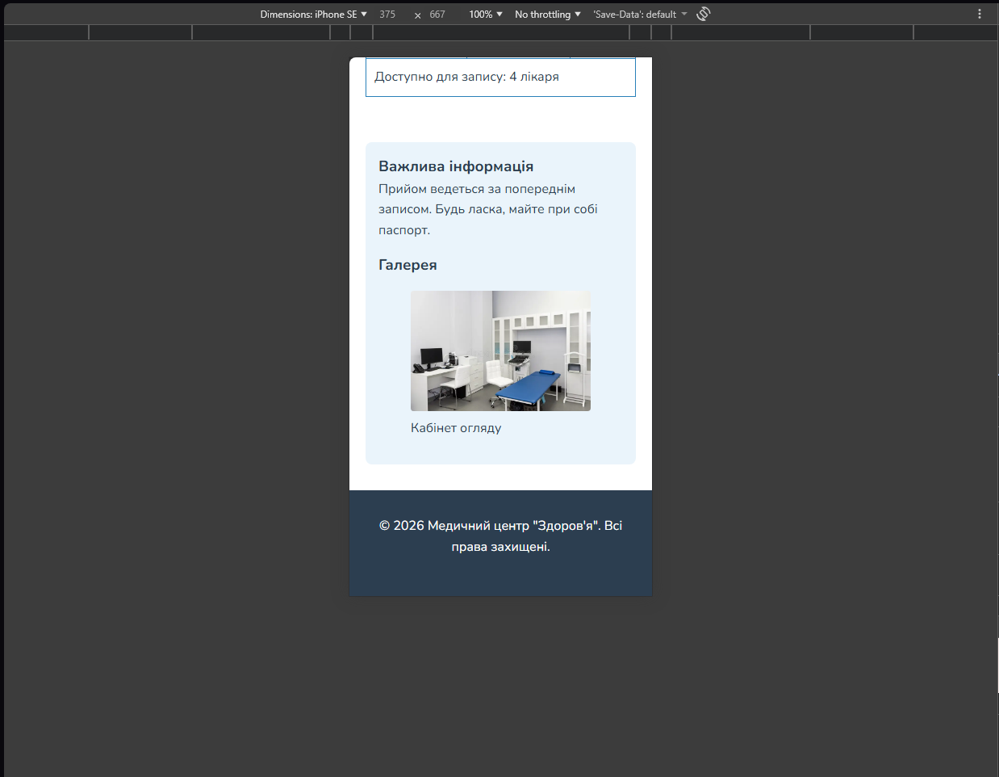 Dimensions: iPhone SE 375 × 667 100% No throttling 'Save-Data': default
Доступно для запису: 4 лікаря
Важлива інформація
Прийом ведеться за попереднім
записом. Будь ласка, майте при собі
паспорт.
Галерея
Кабінет огляду
© 2026 Медичний центр "Здоров'я". Всі
права захищені.